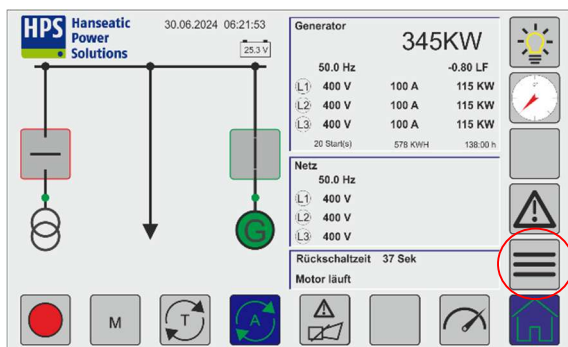 HPS Hanseatic Power Solutions
30.06.2024 06:21:53
25.3 V
Generator
345KW
50.0 Hz -0.80 LF
L1 400 V 100 A 115 KW
L2 400 V 100 A 115 KW
L3 400 V 100 A 115 KW
20 Start(s) 578 KWH 138:00 h
Netz
50.0 Hz
L1 400 V
L2 400 V
L3 400 V
Rückschaltzeit 37 Sek
Motor läuft
G
M
T
A